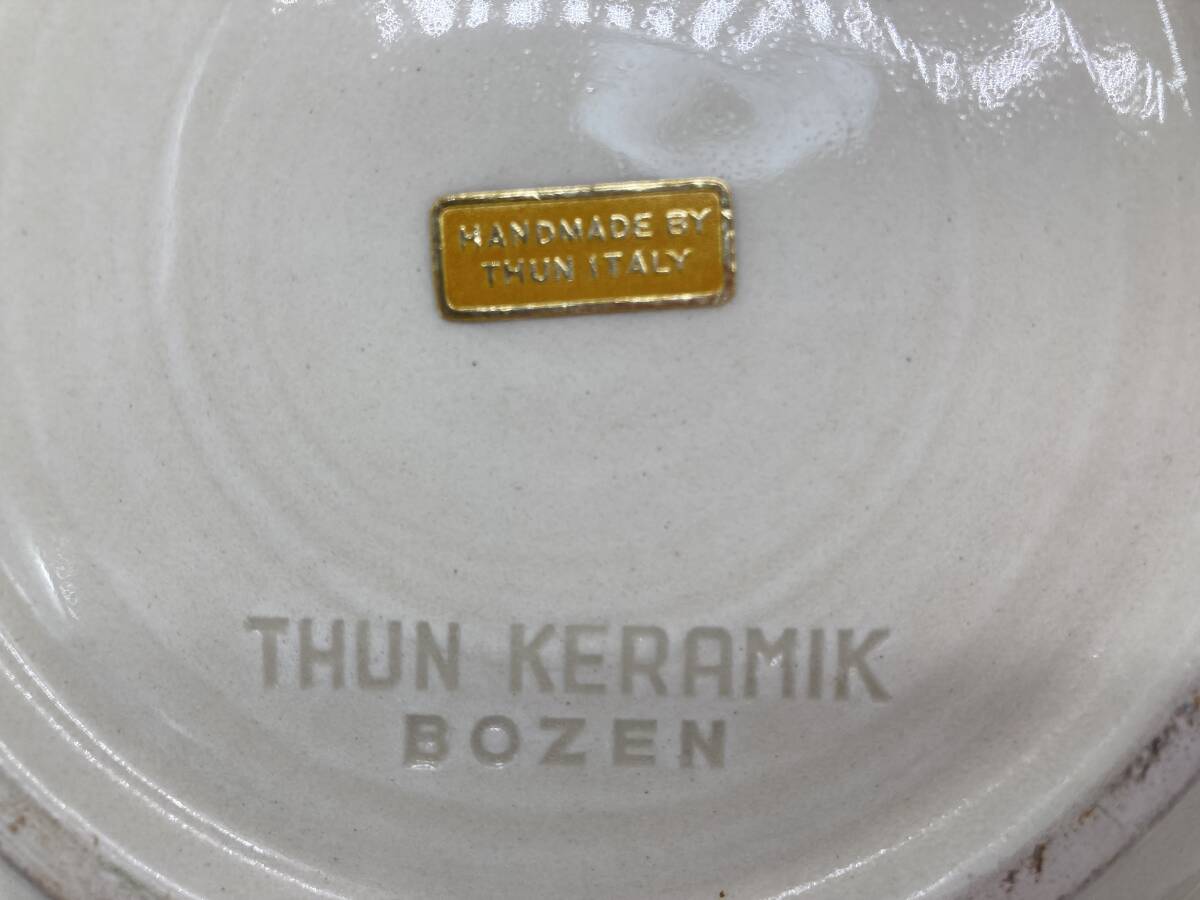 HANDMADE BY
THUN ITALY
THUN KERAMIK
BOZEN